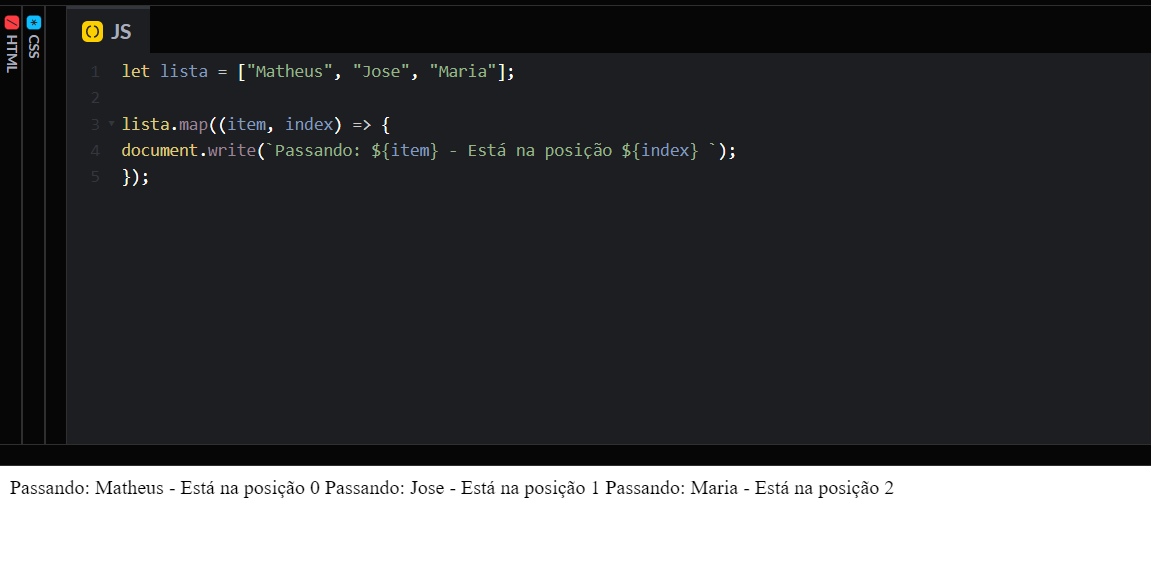 HTML
CSS
JS
1 let lista = ["Matheus", "Jose", "Maria"];
2
3 lista.map((item, index) => {
4 document.write(`Passando: ${item} - Está na posição ${index} `);
5 });
Passando: Matheus - Está na posição 0 Passando: Jose - Está na posição 1 Passando: Maria - Está na posição 2